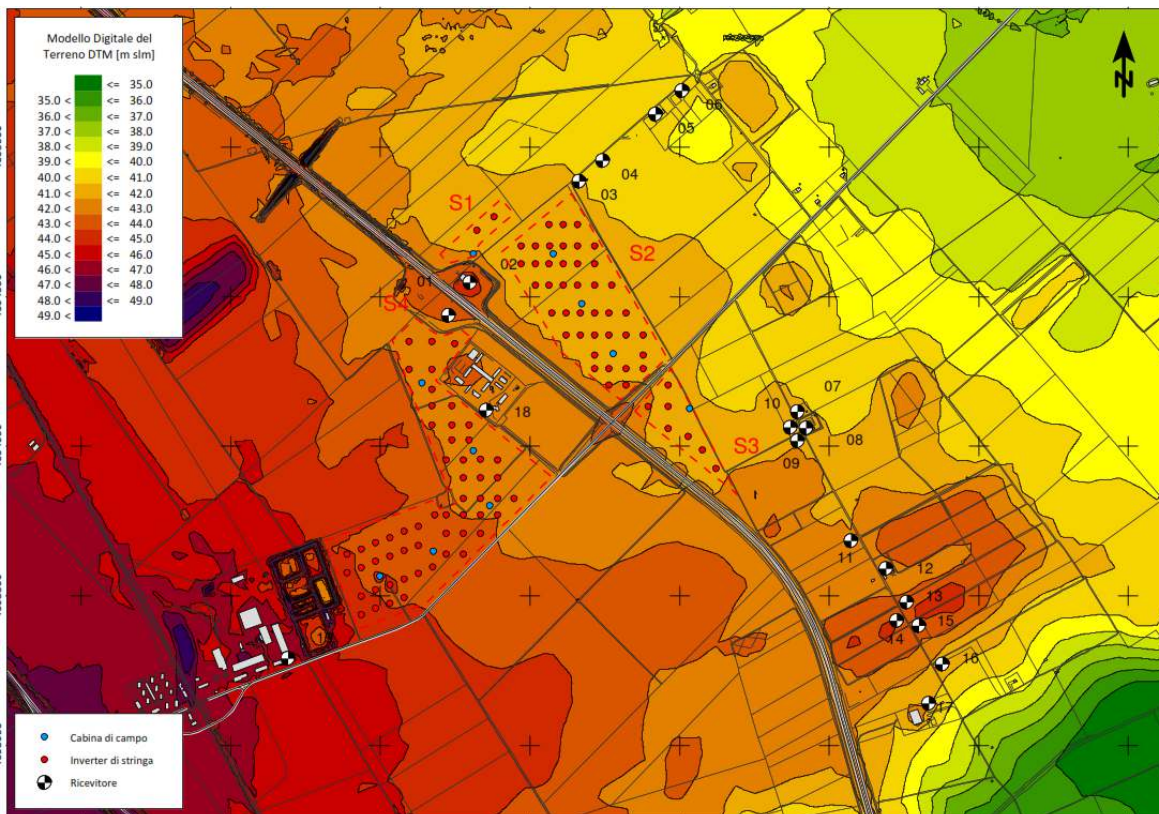 Modello Digitale del
Terreno DTM [m slm]
<= 35.0
35.0 < <= 36.0
36.0 < <= 37.0
37.0 < <= 38.0
38.0 < <= 39.0
39.0 < <= 40.0
40.0 < <= 41.0
41.0 < <= 42.0
42.0 < <= 43.0
43.0 < <= 44.0
44.0 < <= 45.0
45.0 < <= 46.0
46.0 < <= 47.0
47.0 < <= 48.0
48.0 < <= 49.0
49.0 <
N
06
05
04
03
S1
S2
02
01
S4
18
07
10
08
09
S3
11
12
13
15
14
16
17
Cabina di campo
Inverter di stringa
Ricevitore